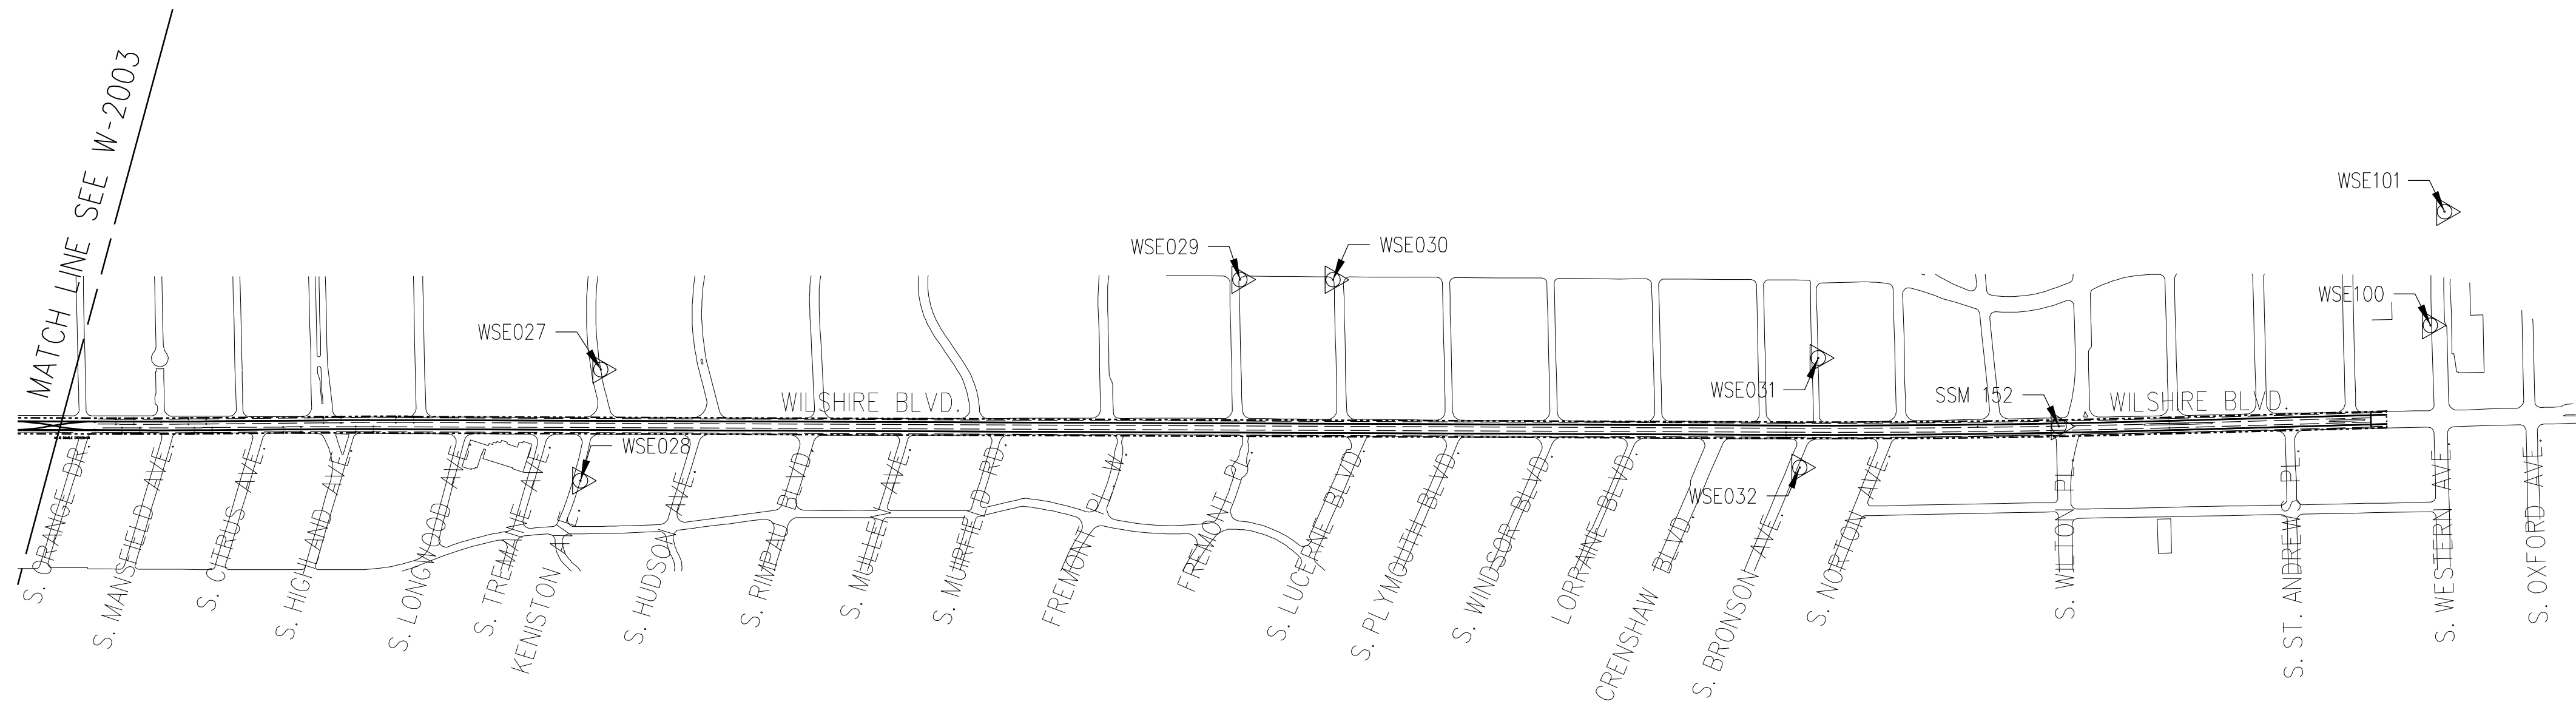 MATCH LINE SEE W-2003
WSE101
WSE029
WSE030
WSE100
WSE027
WSE031
SSM 152
WILSHIRE BLVD.
WILSHIRE BLVD.
WSE028
WSE032
S. ORANGE DR.
S. MANSFIELD AVE.
S. CITRUS AVE.
S. HIGHLAND AVE.
S. LONGWOOD AVE.
S. TREMAINE AVE.
KENISTON AVE.
S. HUDSON AVE.
S. RIMPAU BLVD.
S. MULLEN AVE.
S. MUIRFIELD RD.
FREMONT PL. W.
FREMONT PL.
S. LUCERNE BLVD.
S. PLYMOUTH BLVD.
S. WINDSOR BLVD.
LORRAINE BLVD.
CRENSHAW BLVD.
S. BRONSON AVE.
S. NORTON AVE.
S. WILTON PL.
S. ST. ANDREWS PL.
S. WESTERN AVE.
S. OXFORD AVE.